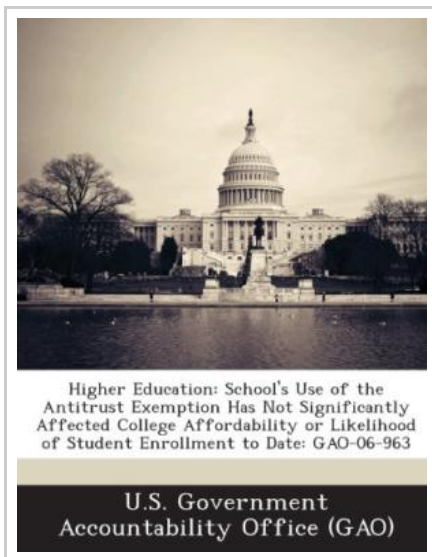 Higher Education: School's Use of the
Antitrust Exemption Has Not Significantly
Affected College Affordability or Likelihood
of Student Enrollment to Date: GAO-06-963
U.S. Government
Accountability Office (GAO)